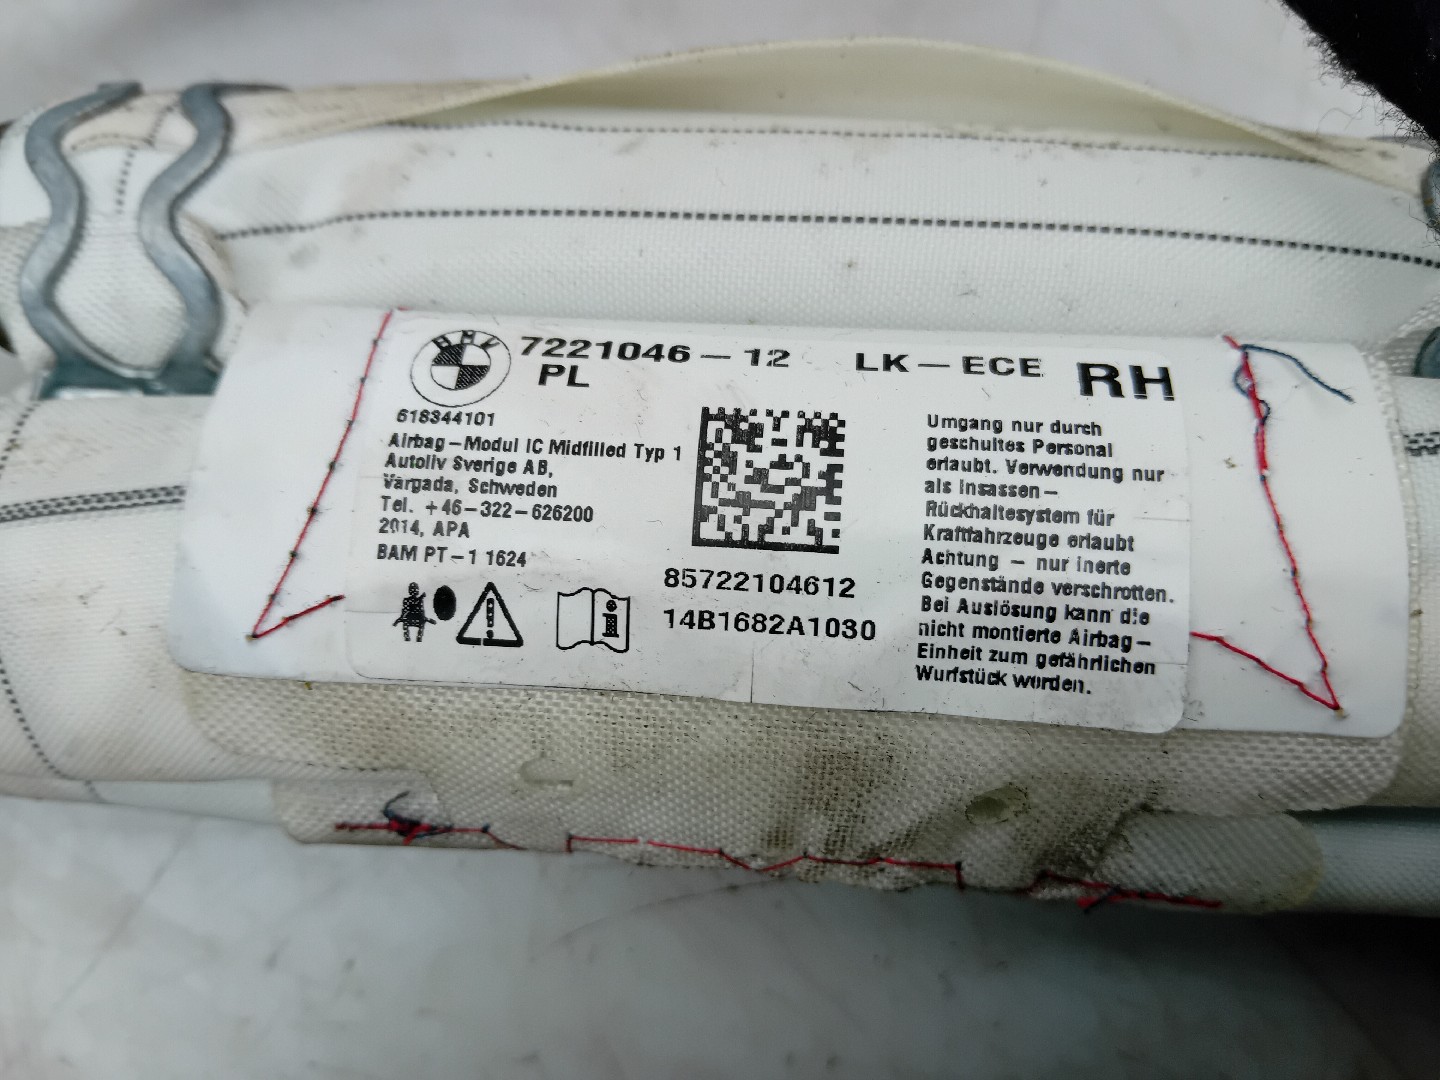 BMW
7221046-12 LK-ECE RH
PL
618344101
Airbag-Modul IC Midfilled Typ 1
Autoliv Sverige AB,
Vårgada, Schweden
Tel. +46-322-626200
2014, APA
BAM PT-1 1624
85722104612
14B1682A1030
Umgang nur durch
geschultes Personal
erlaubt. Verwendung nur
als Insassen-
Rückhaltesystem für
Kraftfahrzeuge erlaubt
Achtung - nur inerte
Gegenstände verschrotten.
Bei Auslösung kann die
nicht montierte Airbag-
Einheit zum gefährlichen
Wurfstück wurden.